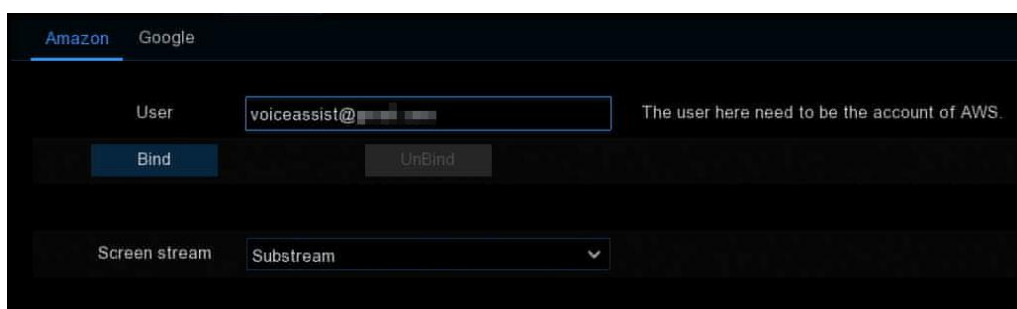 Amazon Google
User voiceassist@ The user here need to be the account of AWS.
Bind UnBind
Screen stream Substream